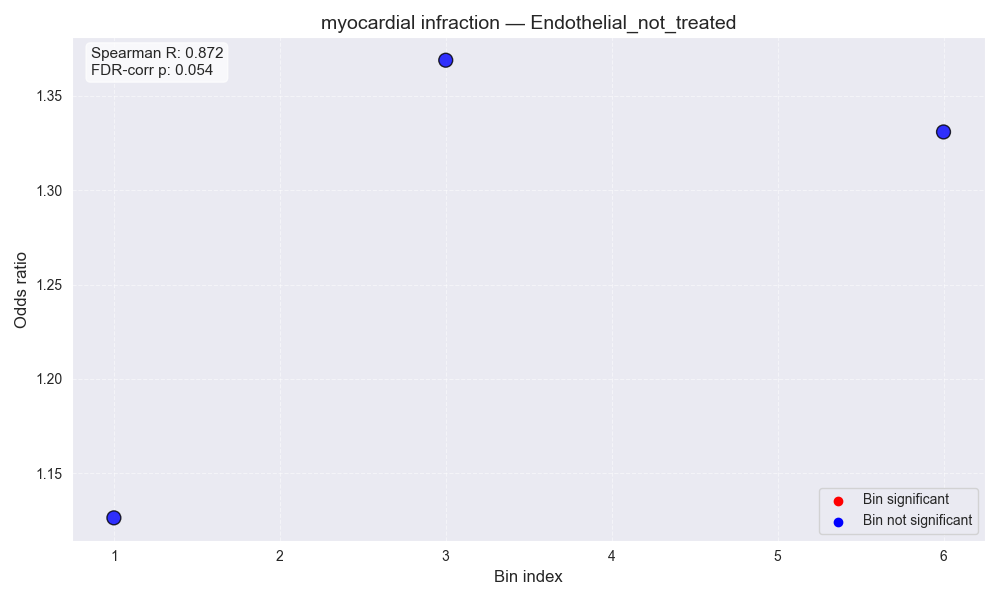 myocardial infraction — Endothelial_not_treated
Spearman R: 0.872
FDR-corr p: 0.054
1.35
1.30
1.25
1.20
1.15
Odds ratio
1 2 3 4 5 6
Bin index
Bin significant
Bin not significant